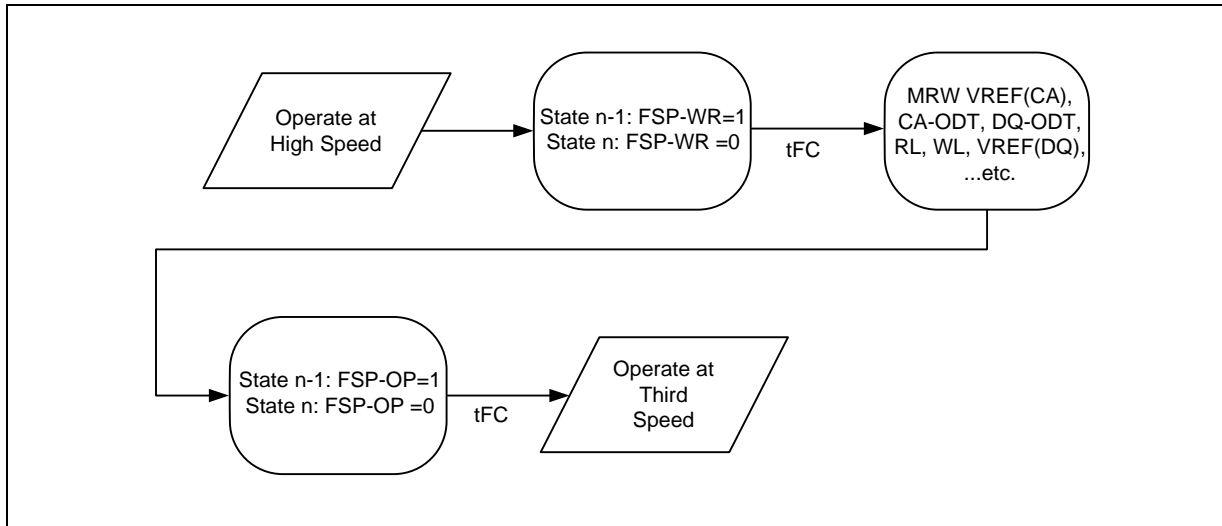 Operate at
High Speed
State n-1: FSP-WR=1
State n: FSP-WR =0
tFC
MRW VREF(CA),
CA-ODT, DQ-ODT,
RL, WL, VREF(DQ),
...etc.
State n-1: FSP-OP=1
State n: FSP-OP =0
tFC
Operate at
Third
Speed